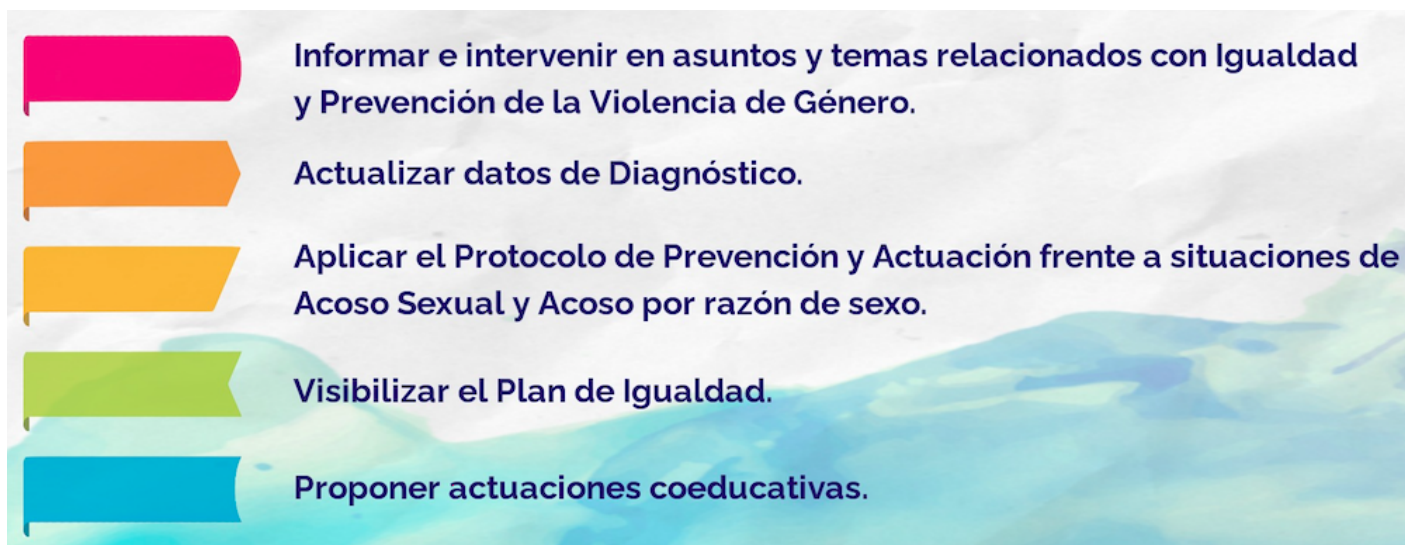 Informar e intervenir en asuntos y temas relacionados con Igualdad
y Prevención de la Violencia de Género.
Actualizar datos de Diagnóstico.
Aplicar el Protocolo de Prevención y Actuación frente a situaciones de
Acoso Sexual y Acoso por razón de sexo.
Visibilizar el Plan de Igualdad.
Proponer actuaciones coeducativas.